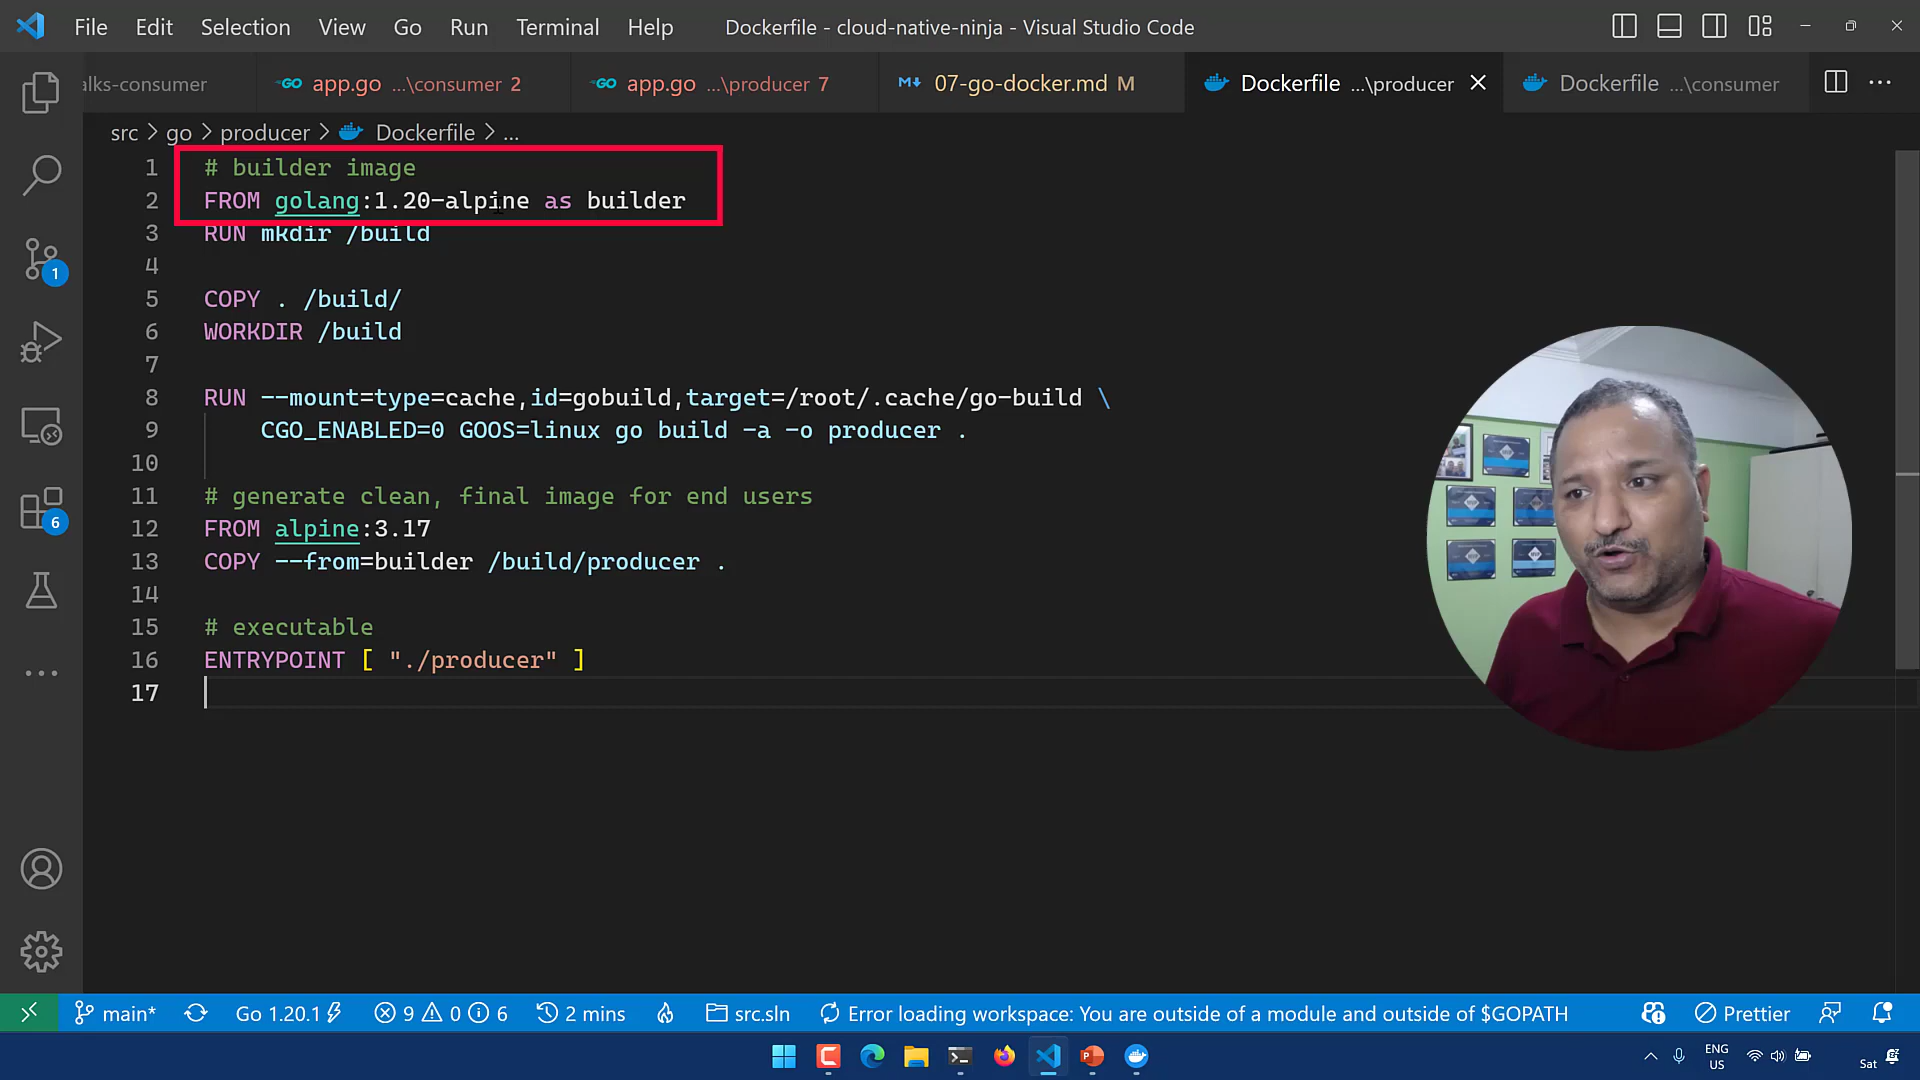 File Edit Selection View Go Run Terminal Help Dockerfile - cloud-native-ninja - Visual Studio Code
alks-consumer app.go ...\consumer 2 app.go ...\producer 7 07-go-docker.md M Dockerfile ...\producer Dockerfile ...\consumer
src > go > producer > Dockerfile > ...
1 # builder image
2 FROM golang:1.20-alpine as builder
3 RUN mkdir /build
4
5 COPY . /build/
6 WORKDIR /build
7
8 RUN --mount=type=cache,id=gobuild,target=/root/.cache/go-build \
9 CGO_ENABLED=0 GOOS=linux go build -a -o producer .
10
11 # generate clean, final image for end users
12 FROM alpine:3.17
13 COPY --from=builder /build/producer .
14
15 # executable
16 ENTRYPOINT [ "./producer" ]
17
1
6
main* Go 1.20.1 9 0 6 2 mins src.sln Error loading workspace: You are outside of a module and outside of $GOPATH Prettier
ENG
US
Sat